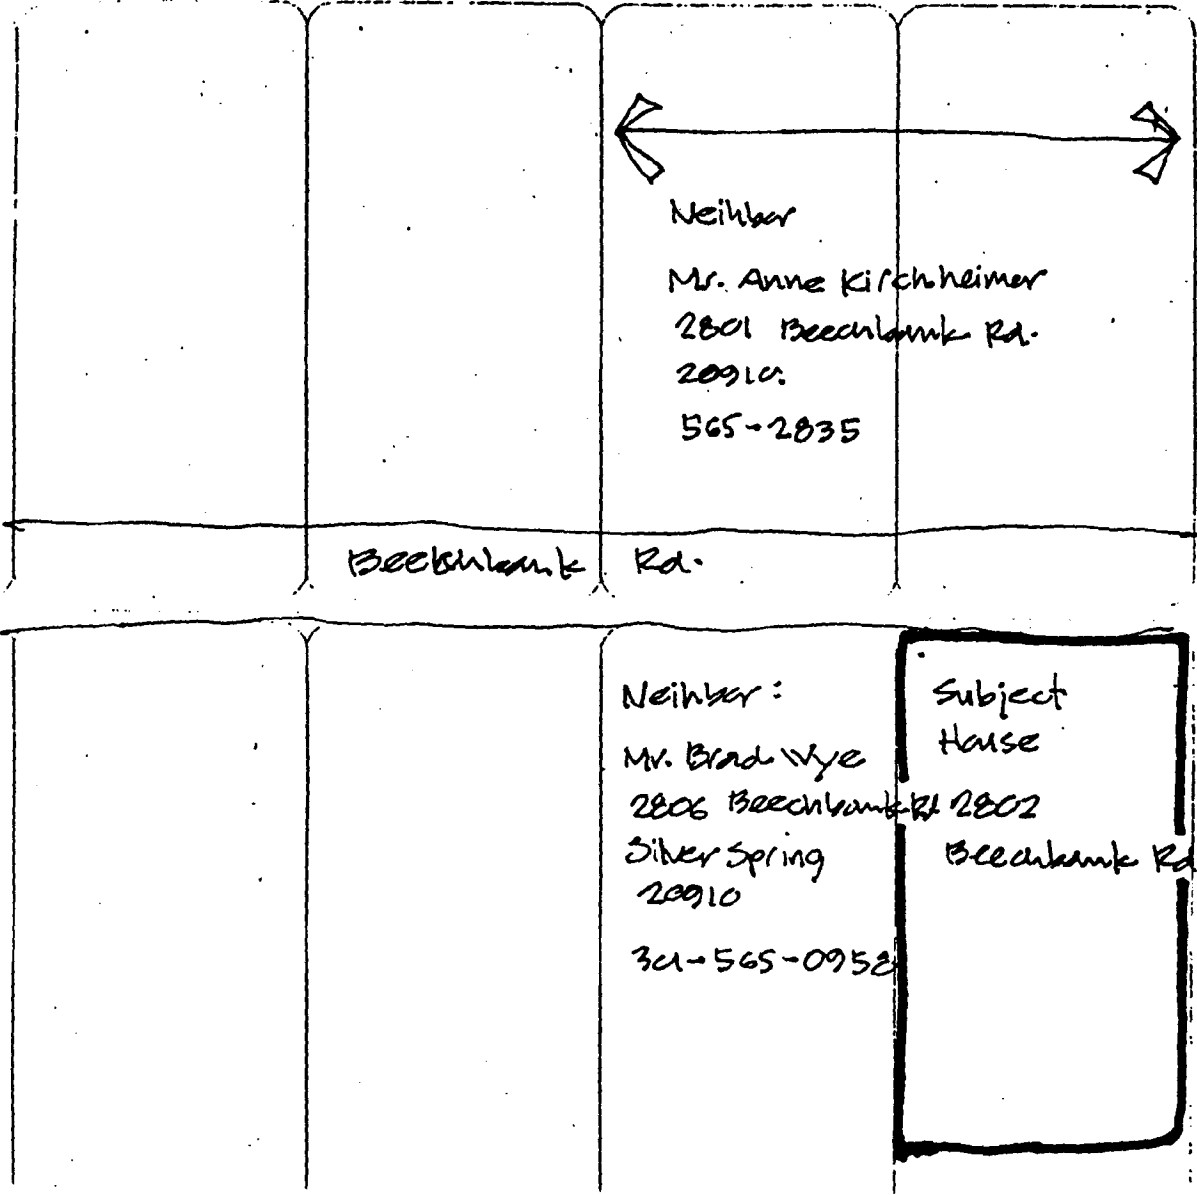 Neihbor
Mr. Anne Kirchheimer
2801 Beechbank Rd.
20910.
565-2835
Beechbank Rd.
Neihbor:
Mr. Brad Wye
2806 Beechbank Rd
Silver Spring
20910
301-565-0958
Subject
House
2802
Beechbank Rd